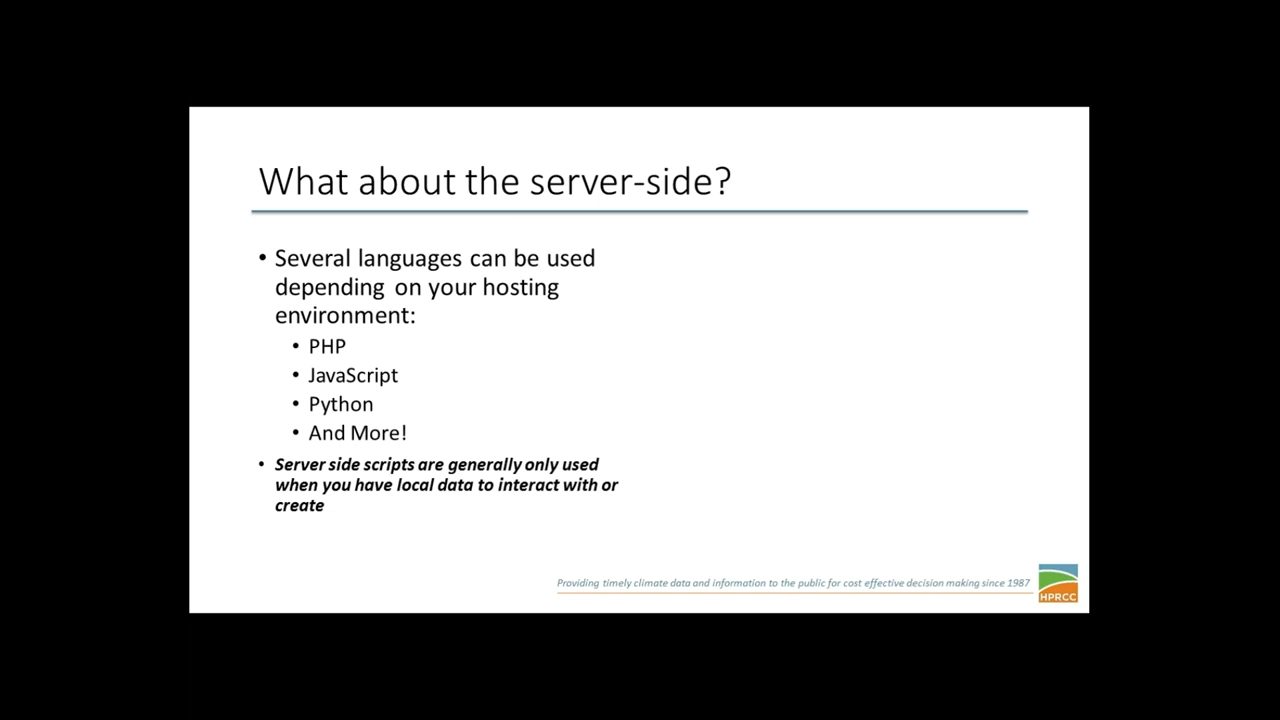 What about the server-side?
• Several languages can be used
depending on your hosting
environment:
• PHP
• JavaScript
• Python
• And More!
• Server side scripts are generally only used
when you have local data to interact with or
create
Providing timely climate data and information to the public for cost effective decision making since 1987
HPRCC